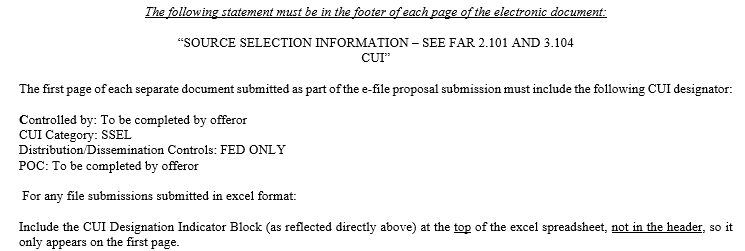 The following statement must be in the footer of each page of the electronic document:
“SOURCE SELECTION INFORMATION – SEE FAR 2.101 AND 3.104
CUI”
The first page of each separate document submitted as part of the e-file proposal submission must include the following CUI designator:
Controlled by: To be completed by offeror
CUI Category: SSEL
Distribution/Dissemination Controls: FED ONLY
POC: To be completed by offeror
For any file submissions submitted in excel format:
Include the CUI Designation Indicator Block (as reflected directly above) at the top of the excel spreadsheet, not in the header, so it
only appears on the first page.